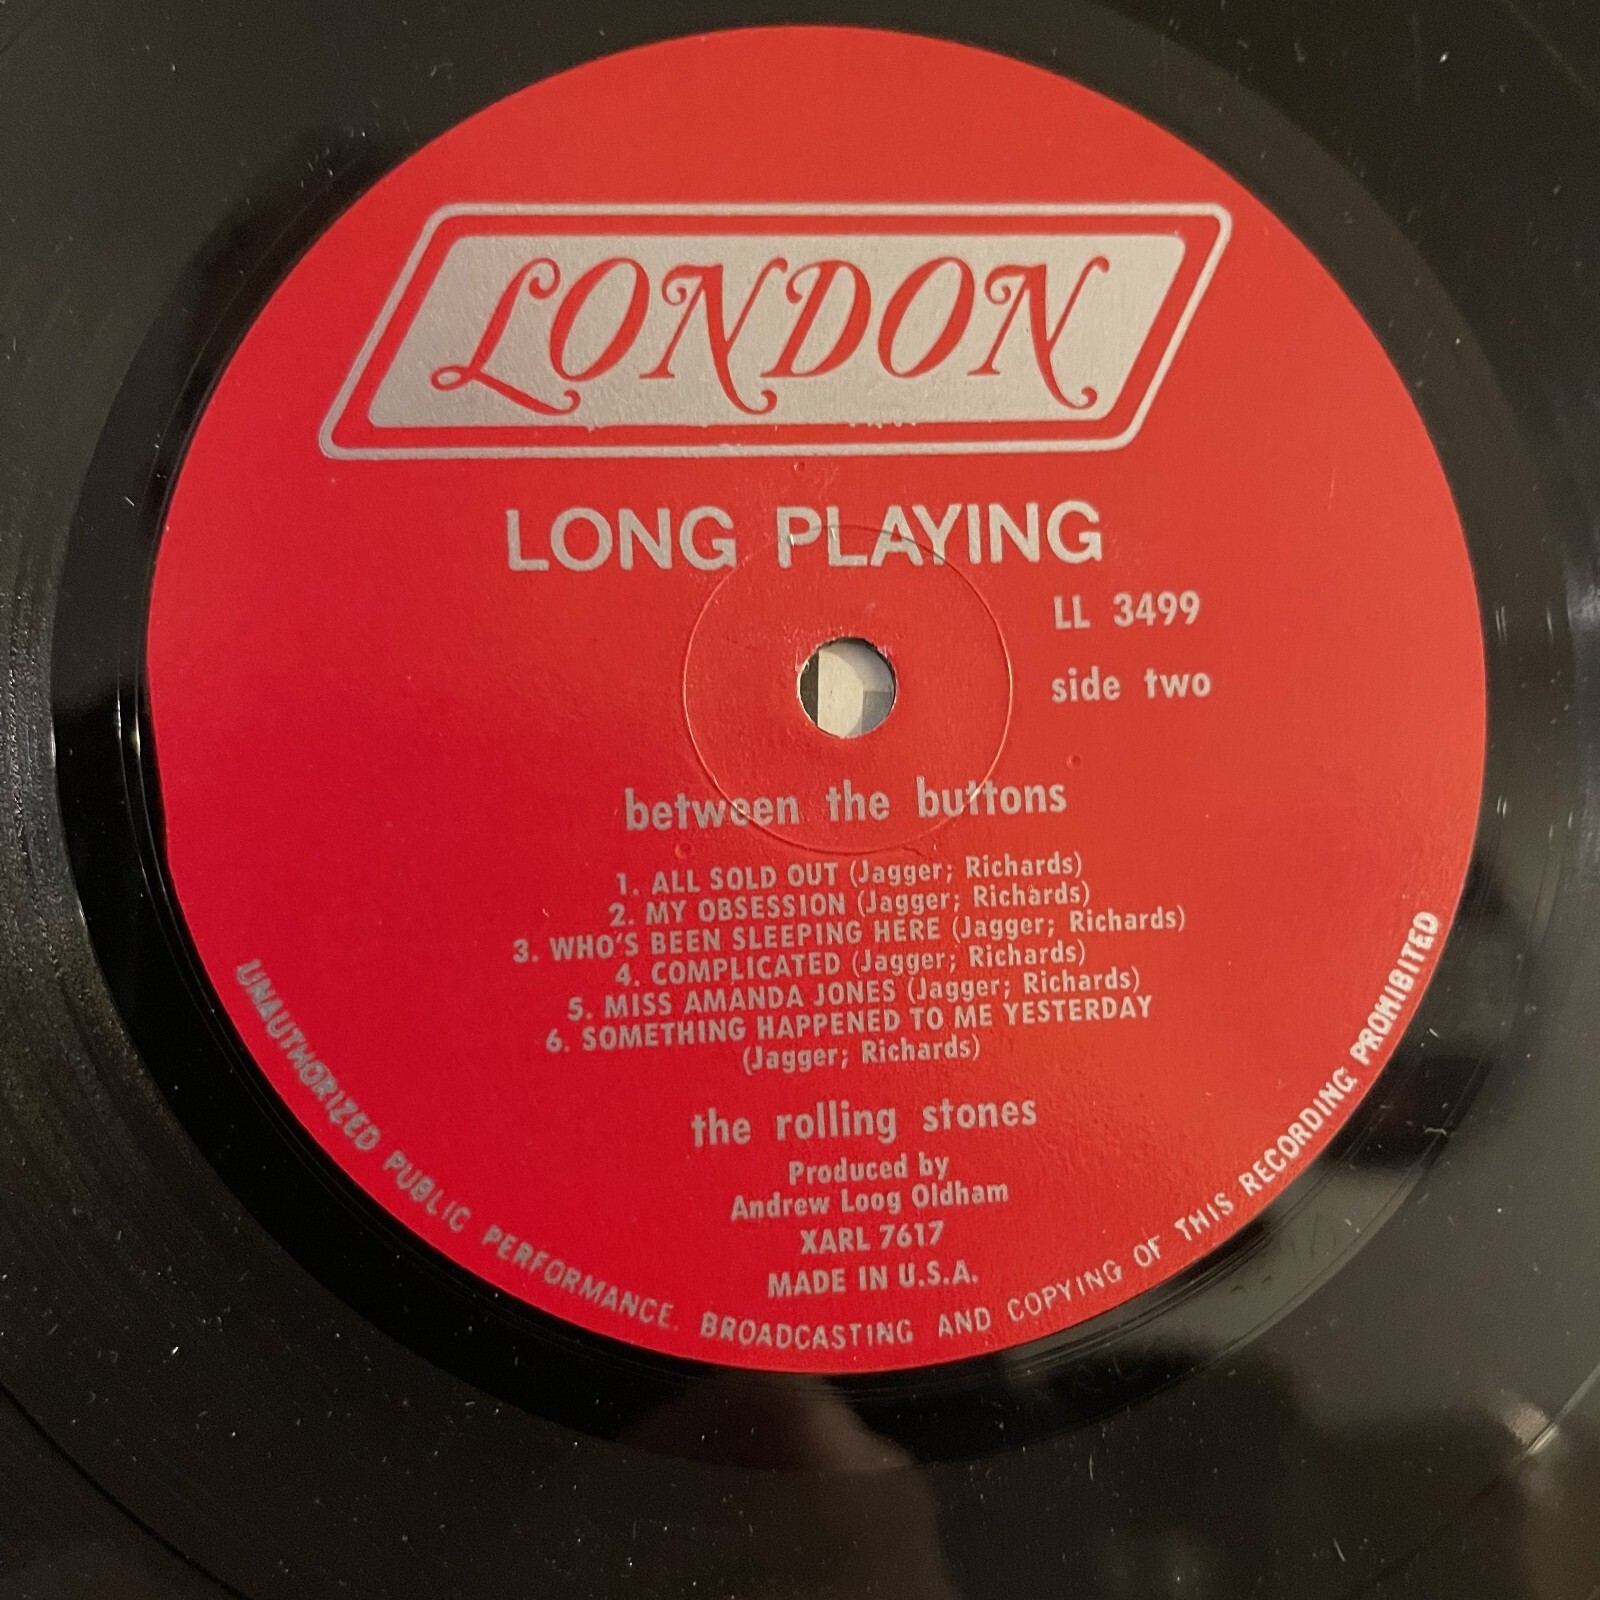 LONDON
LONG PLAYING
LL 3499
side two
between the buttons
1. ALL SOLD OUT (Jagger; Richards)
2. MY OBSESSION (Jagger; Richards)
3. WHO'S BEEN SLEEPING HERE (Jagger; Richards)
4. COMPLICATED (Jagger; Richards)
5. MISS AMANDA JONES (Jagger; Richards)
6. SOMETHING HAPPENED TO ME YESTERDAY
(Jagger; Richards)
the rolling stones
Produced by
Andrew Loog Oldham
XARL 7617
MADE IN U.S.A.
UNAUTHORIZED PUBLIC PERFORMANCE. BROADCASTING AND COPYING OF THIS RECORDING PROHIBITED